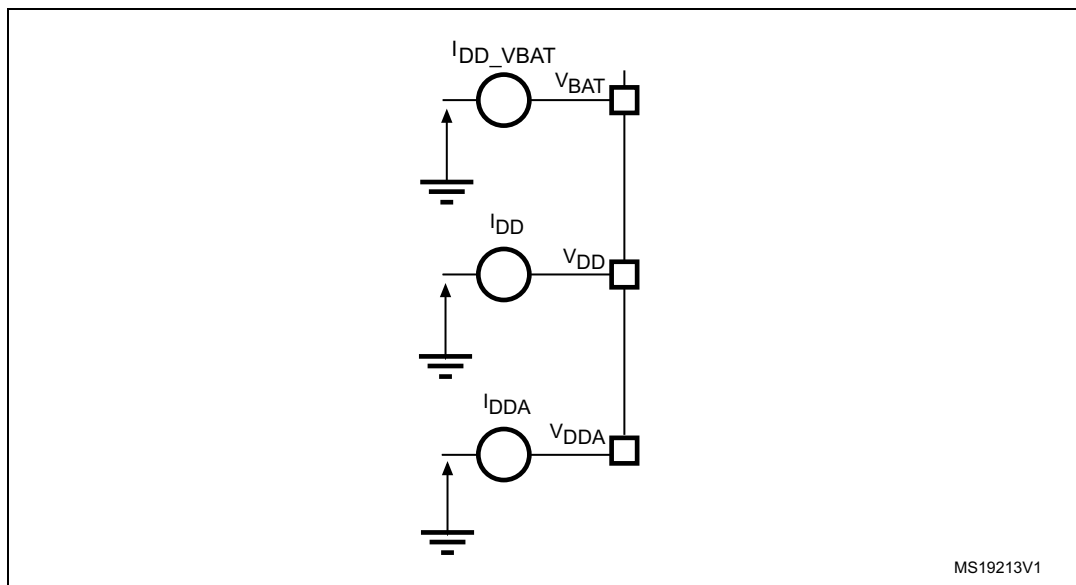 IDD_VBAT
VBAT
IDD
VDD
IDDA
VDDA
MS19213V1